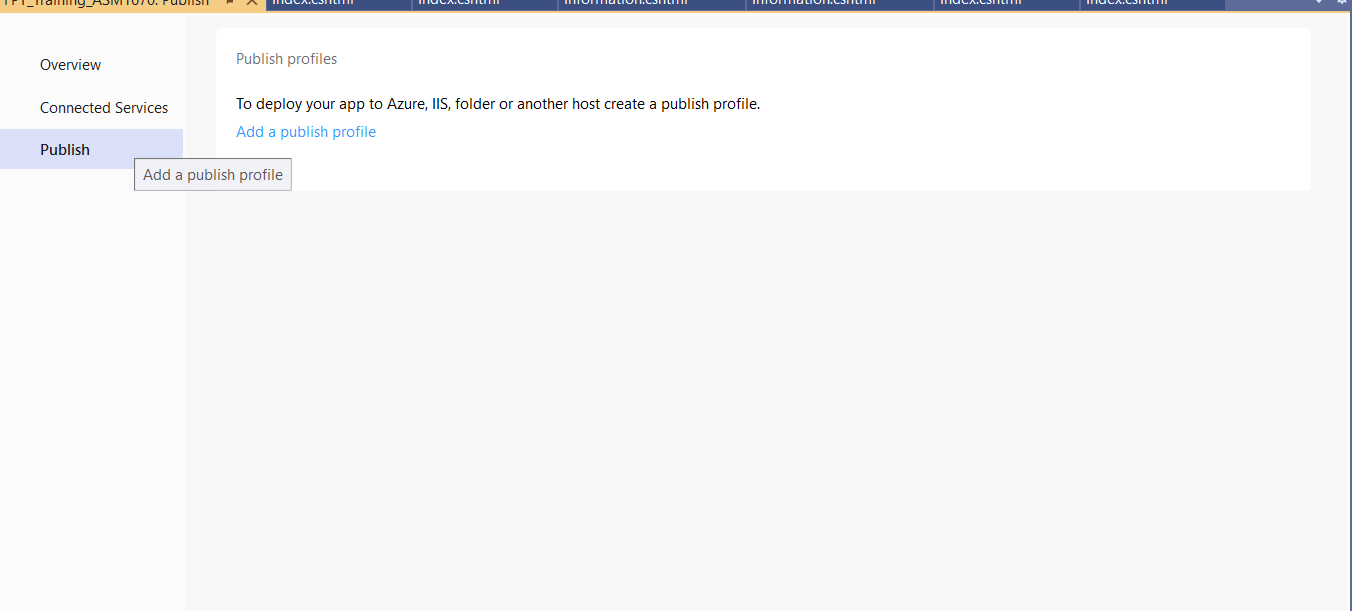 FPT_Training_ASM1670: Publish
Index.cshtml
Index.cshtml
Information.cshtml
Information.cshtml
Index.cshtml
Index.cshtml
Overview
Connected Services
Publish
Publish profiles
To deploy your app to Azure, IIS, folder or another host create a publish profile.
Add a publish profile
Add a publish profile